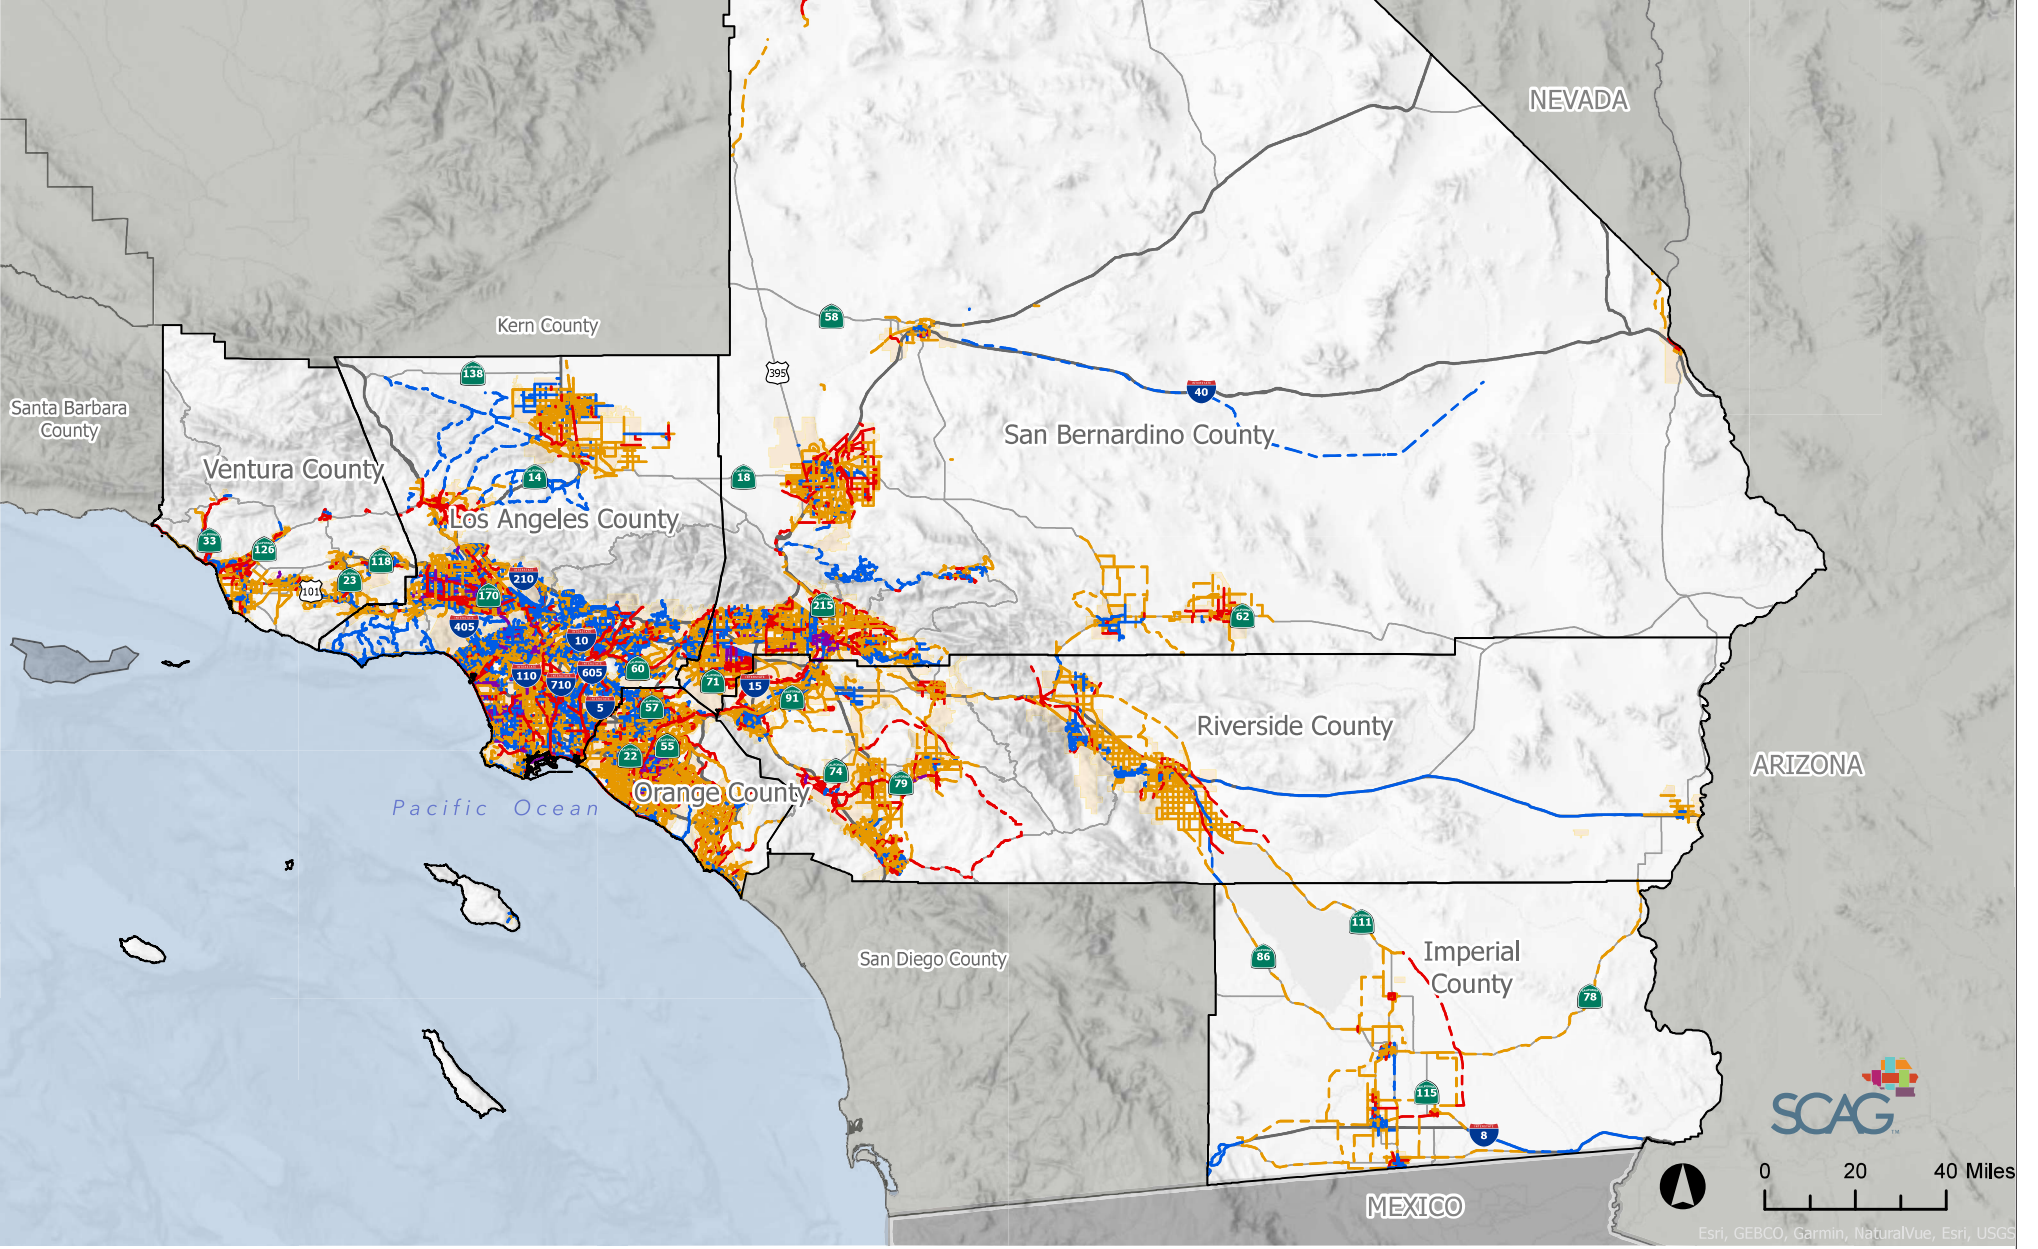 NEVADA
58
Kern County
395
138
40
Santa Barbara
County
San Bernardino County
Ventura County
14
18
Los Angeles County
33
126
118
23
101
210
170
215
405
10
62
60
605
110
710
71
15
91
5
57
Riverside County
55
22
74
79
ARIZONA
Orange County
Pacific Ocean
111
Imperial
County
86
San Diego County
78
115
SCAG
TM
8
0 20 40 Miles
MEXICO
Esri, GEBCO, Garmin, NaturalVue, Esri, USGS